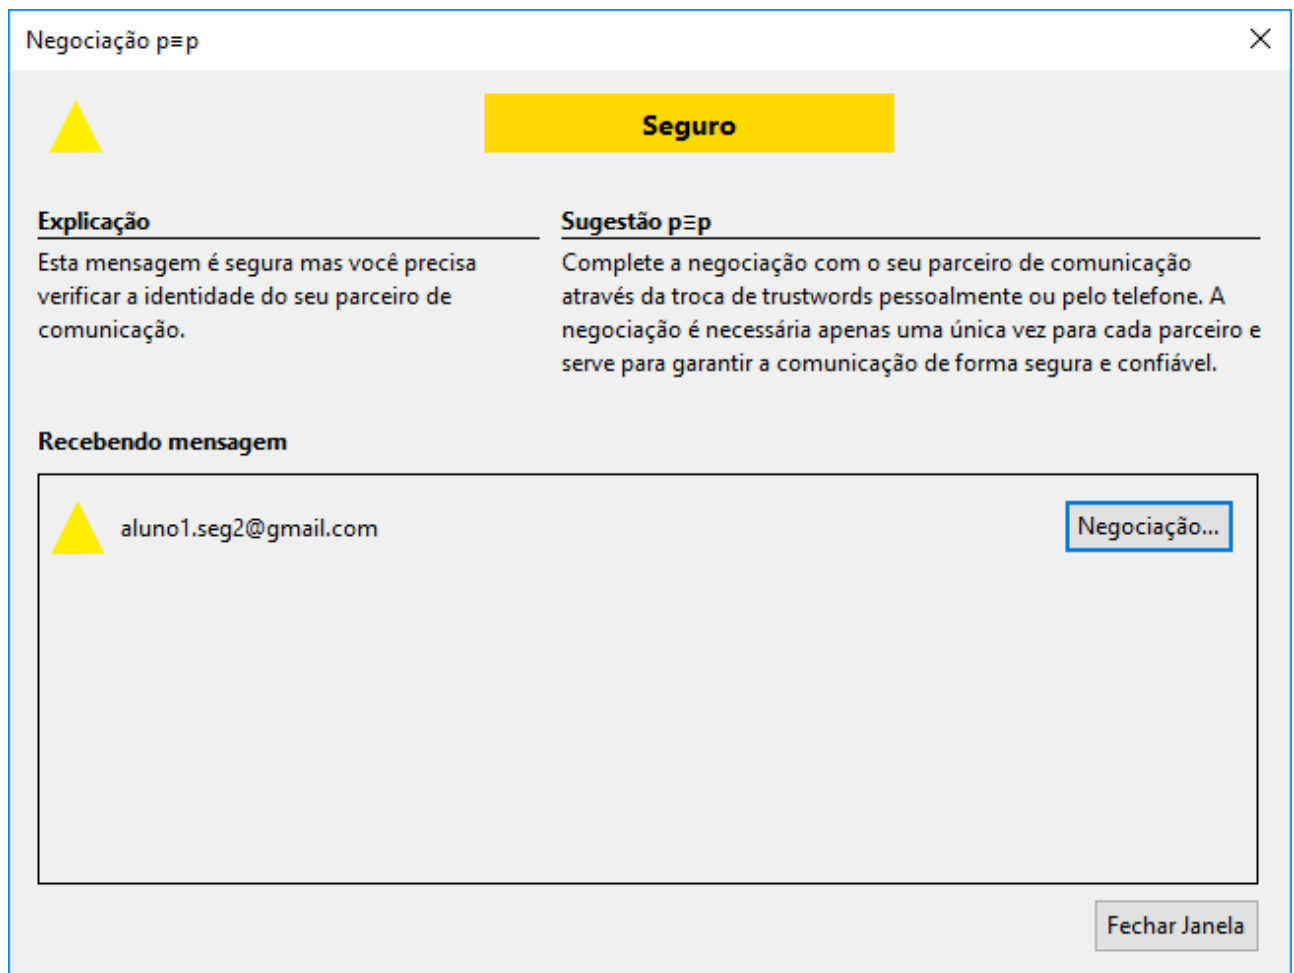 Negociação p≡p
Seguro
Explicação
Esta mensagem é segura mas você precisa
verificar a identidade do seu parceiro de
comunicação.
Sugestão p≡p
Complete a negociação com o seu parceiro de comunicação
através da troca de trustwords pessoalmente ou pelo telefone. A
negociação é necessária apenas uma única vez para cada parceiro e
serve para garantir a comunicação de forma segura e confiável.
Recebendo mensagem
aluno1.seg2@gmail.com
Negociação...
Fechar Janela